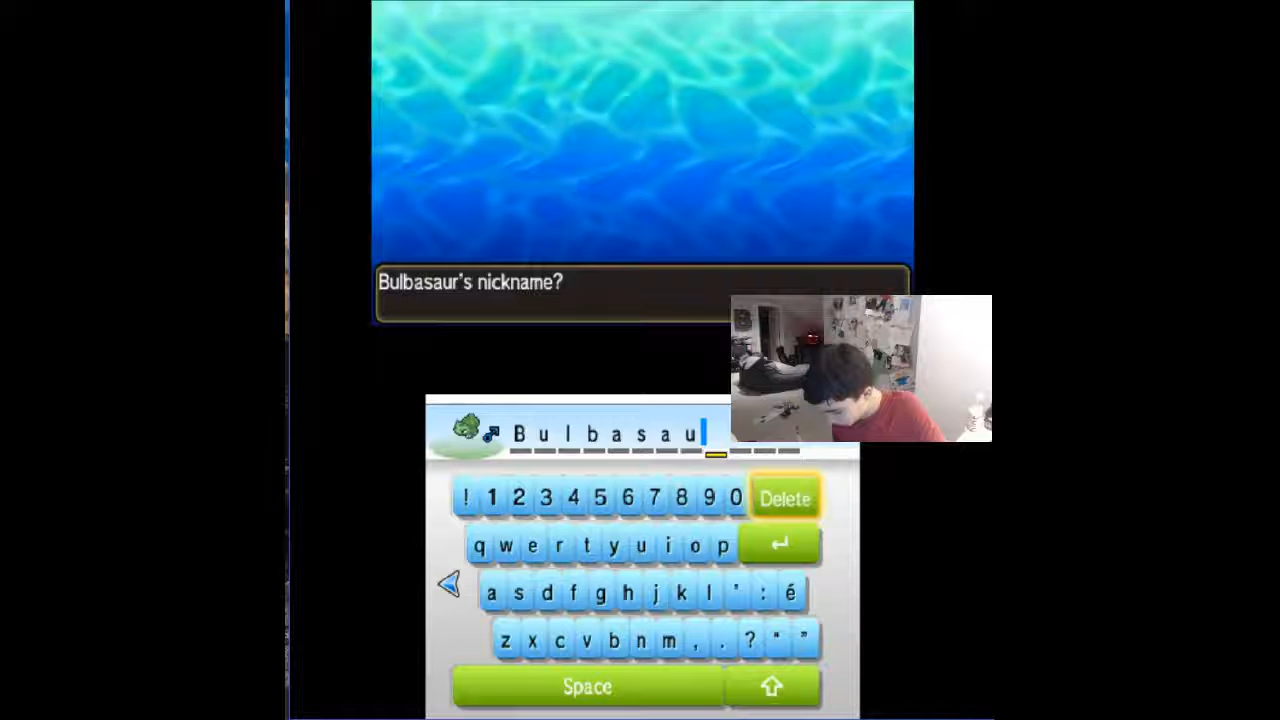 Bulbasaur's nickname?
Bulbasau
! 1 2 3 4 5 6 7 8 9 0 Delete
q w e r t y u i o p
a s d f g h j k l ' : é
z x c v b n m , . ? “ ”
Space